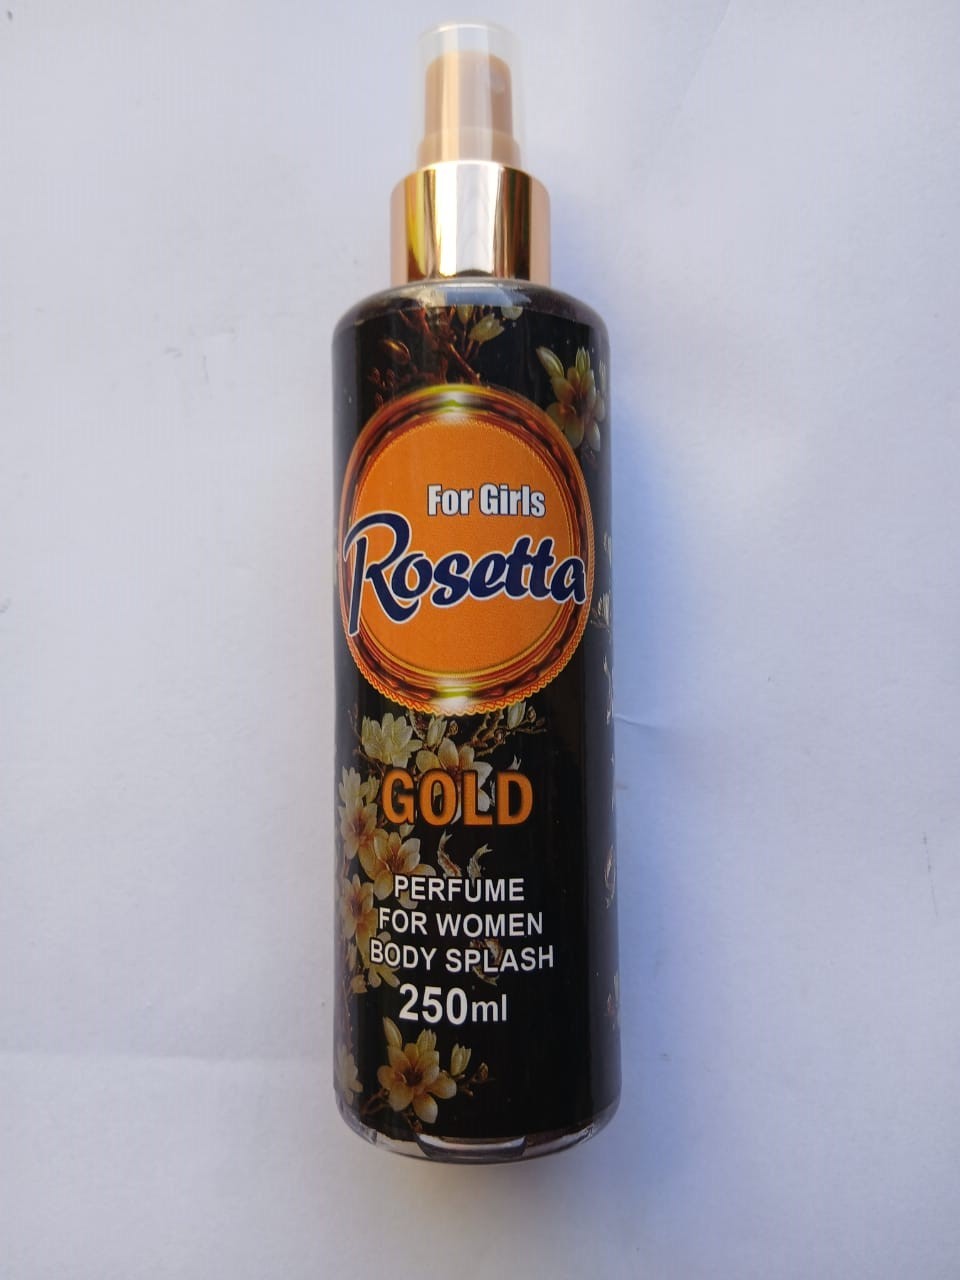 For Girls
Rosetta
GOLD
PERFUME
FOR WOMEN
BODY SPLASH
250ml